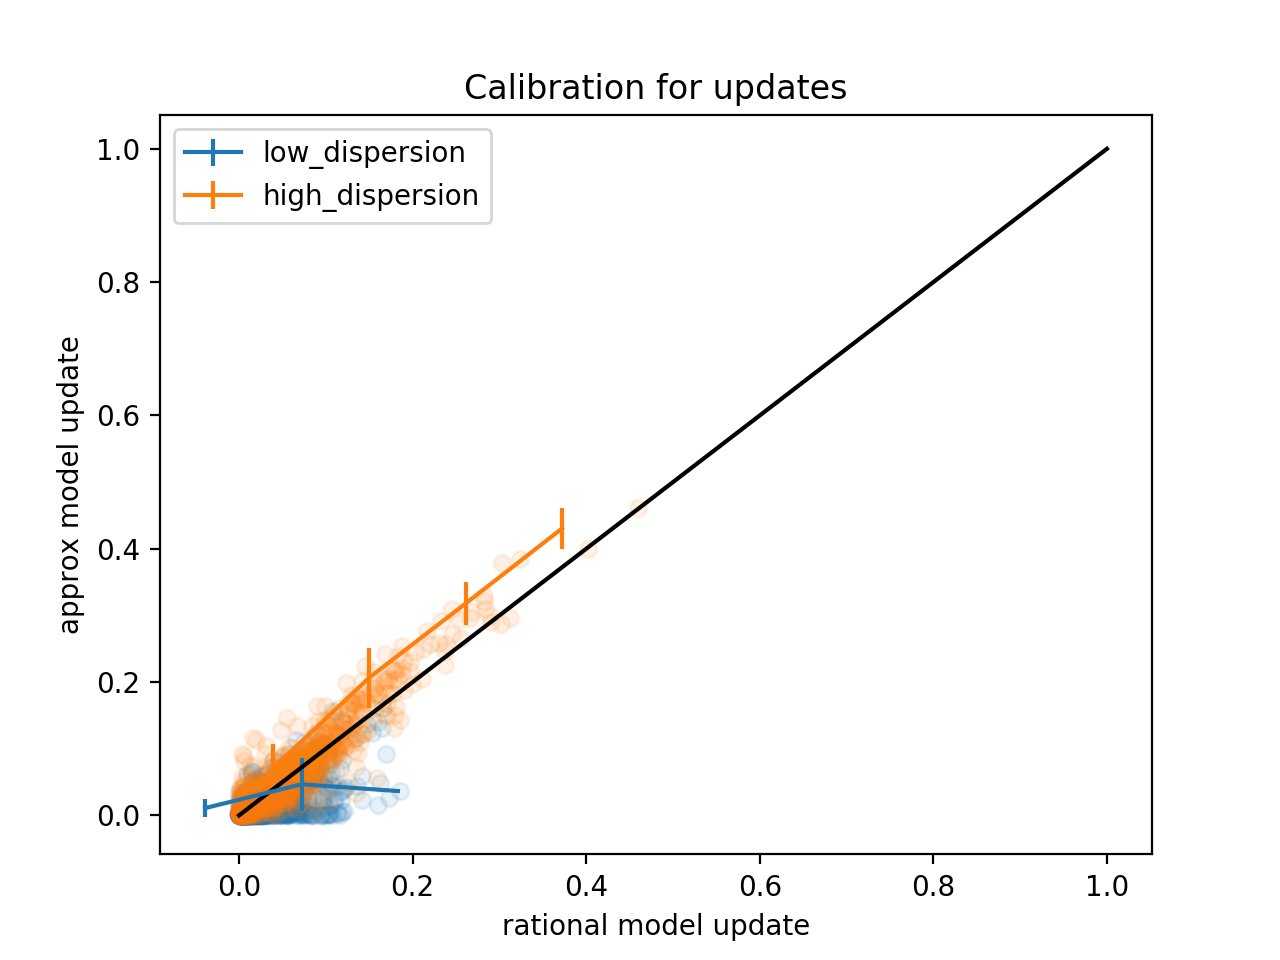 Calibration for updates
low_dispersion
high_dispersion
1.0
0.8
0.6
0.4
0.2
0.0
approx model update
0.0 0.2 0.4 0.6 0.8 1.0
rational model update